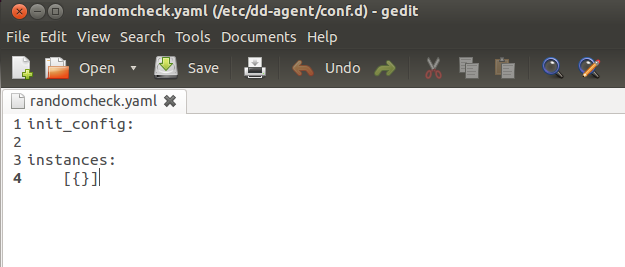 randomcheck.yaml (/etc/dd-agent/conf.d) - gedit
File Edit View Search Tools Documents Help
Open Save Undo
randomcheck.yaml
1 init_config:
2
3 instances:
4     [{}]